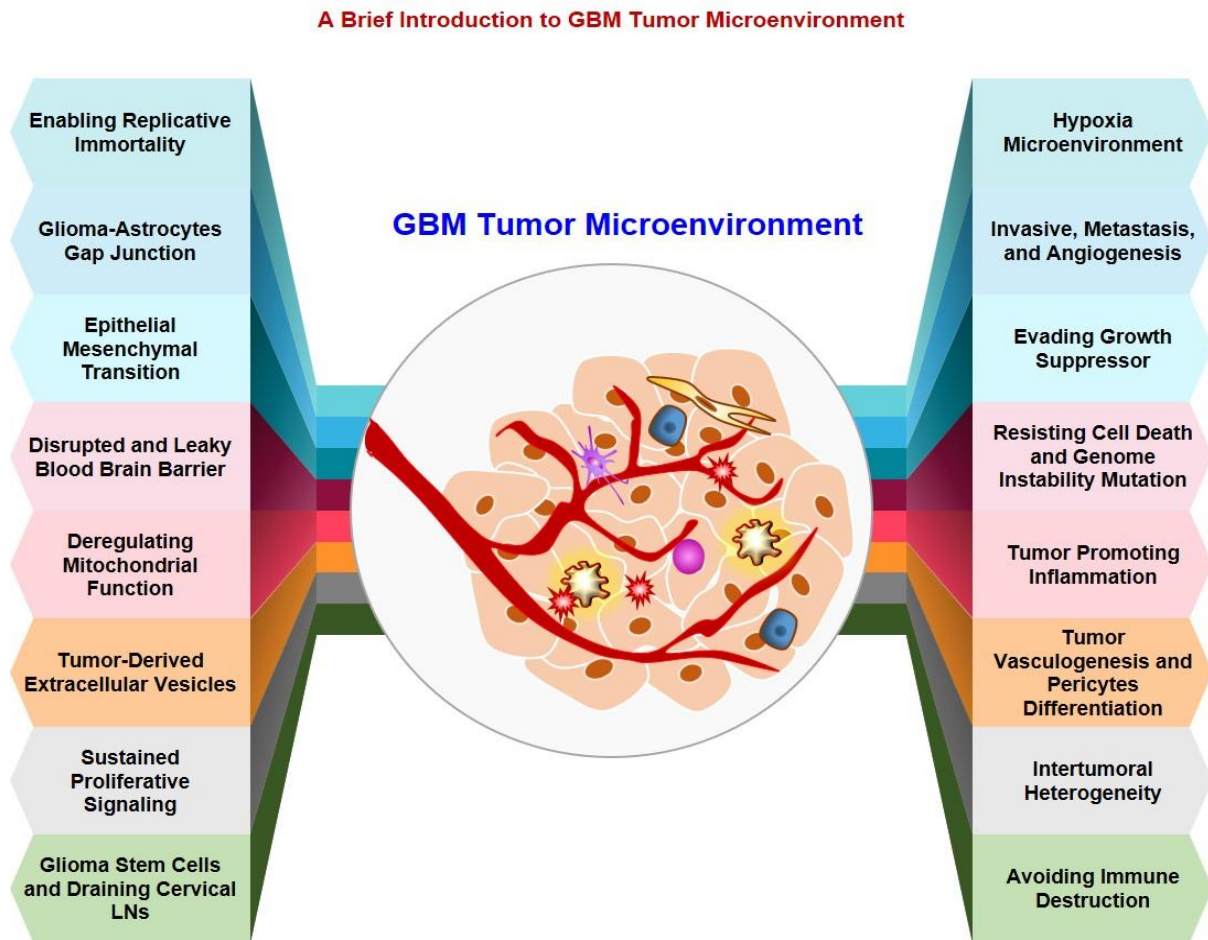 A Brief Introduction to GBM Tumor Microenvironment
GBM Tumor Microenvironment
Enabling Replicative
Immortality
Glioma-Astrocytes
Gap Junction
Epithelial
Mesenchymal
Transition
Disrupted and Leaky
Blood Brain Barrier
Deregulating
Mitochondrial
Function
Tumor-Derived
Extracellular Vesicles
Sustained
Proliferative
Signaling
Glioma Stem Cells
and Draining Cervical
LNs
Hypoxia
Microenvironment
Invasive, Metastasis,
and Angiogenesis
Evading Growth
Suppressor
Resisting Cell Death
and Genome
Instability Mutation
Tumor Promoting
Inflammation
Tumor
Vasculogenesis and
Pericytes
Differentiation
Intertumoral
Heterogeneity
Avoiding Immune
Destruction